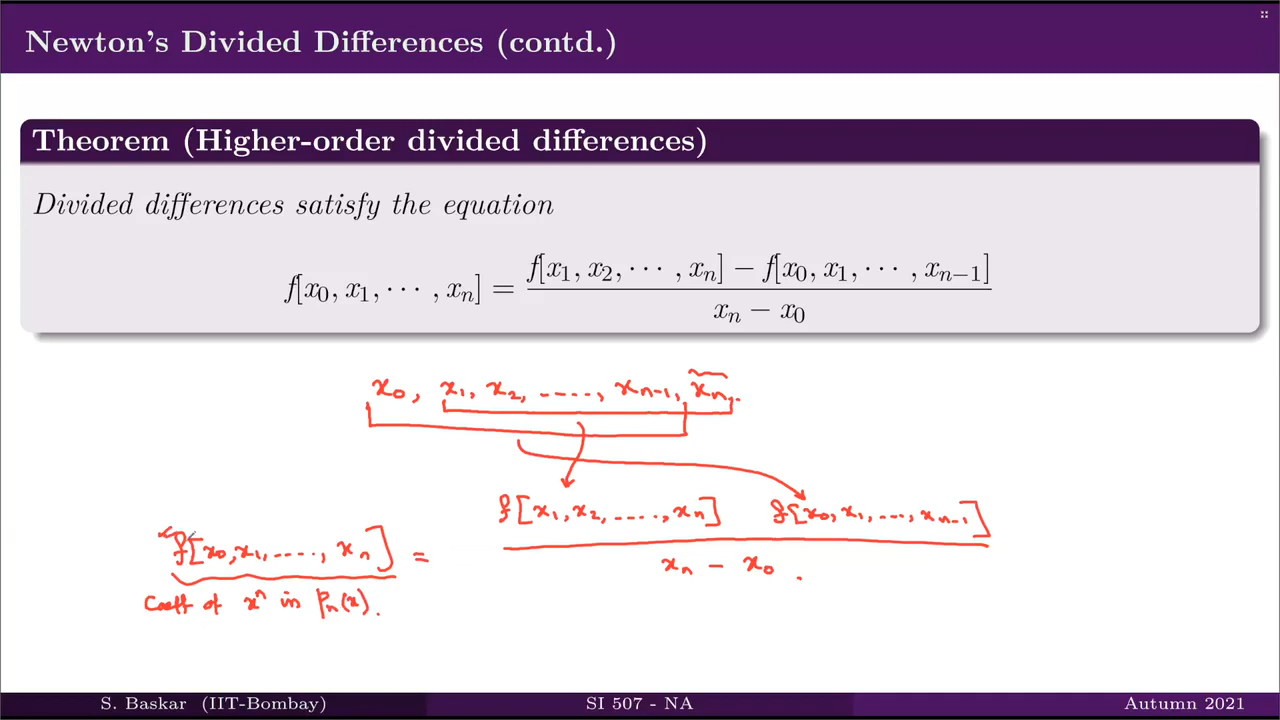 Newton's Divided Differences (contd.)
Theorem (Higher-order divided differences)
Divided differences satisfy the equation
f[x₀, x₁, ⋯ , xₙ] = (f[x₁, x₂, ⋯ , xₙ] − f[x₀, x₁, ⋯ , xₙ₋₁]) / (xₙ − x₀)
x₀, x₁, x₂, ....., xₙ₋₁, xₙ.
f[x₁, x₂, ....., xₙ] f[x₀, x₁, ...., xₙ₋₁]
f[x₀, x₁, ....., xₙ] =
xₙ − x₀ .
Coeff of xⁿ in pₙ(x).
S. Baskar (IIT-Bombay)
SI 507 - NA
Autumn 2021